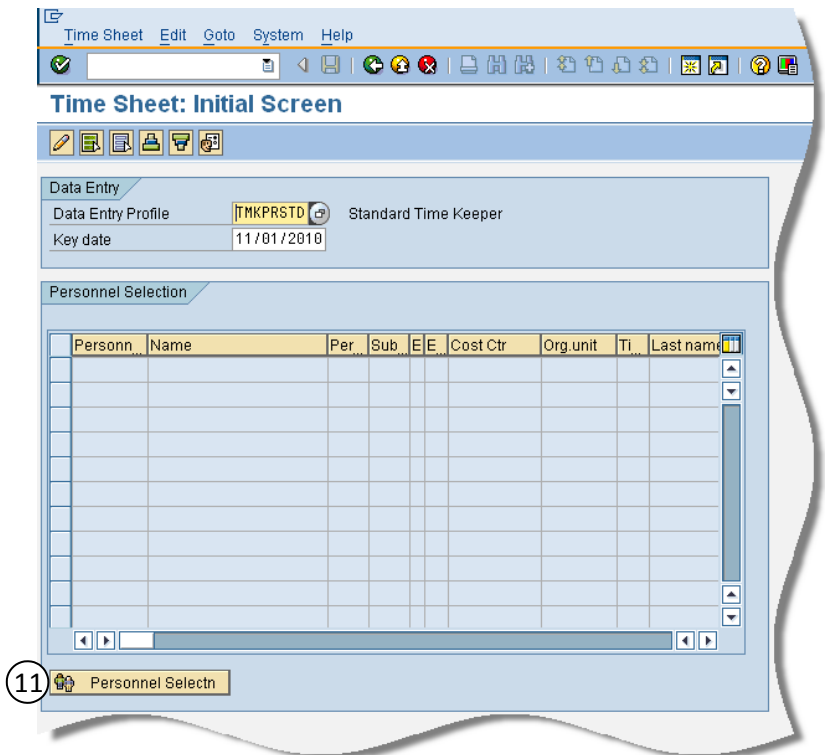 Time Sheet Edit Goto System Help
Time Sheet: Initial Screen
Data Entry
Data Entry Profile TMKPRSTD Standard Time Keeper
Key date 11/01/2010
Personnel Selection
Personn... Name Per... Sub... E E... Cost Ctr Org.unit Ti... Last name
11 Personnel Selectn